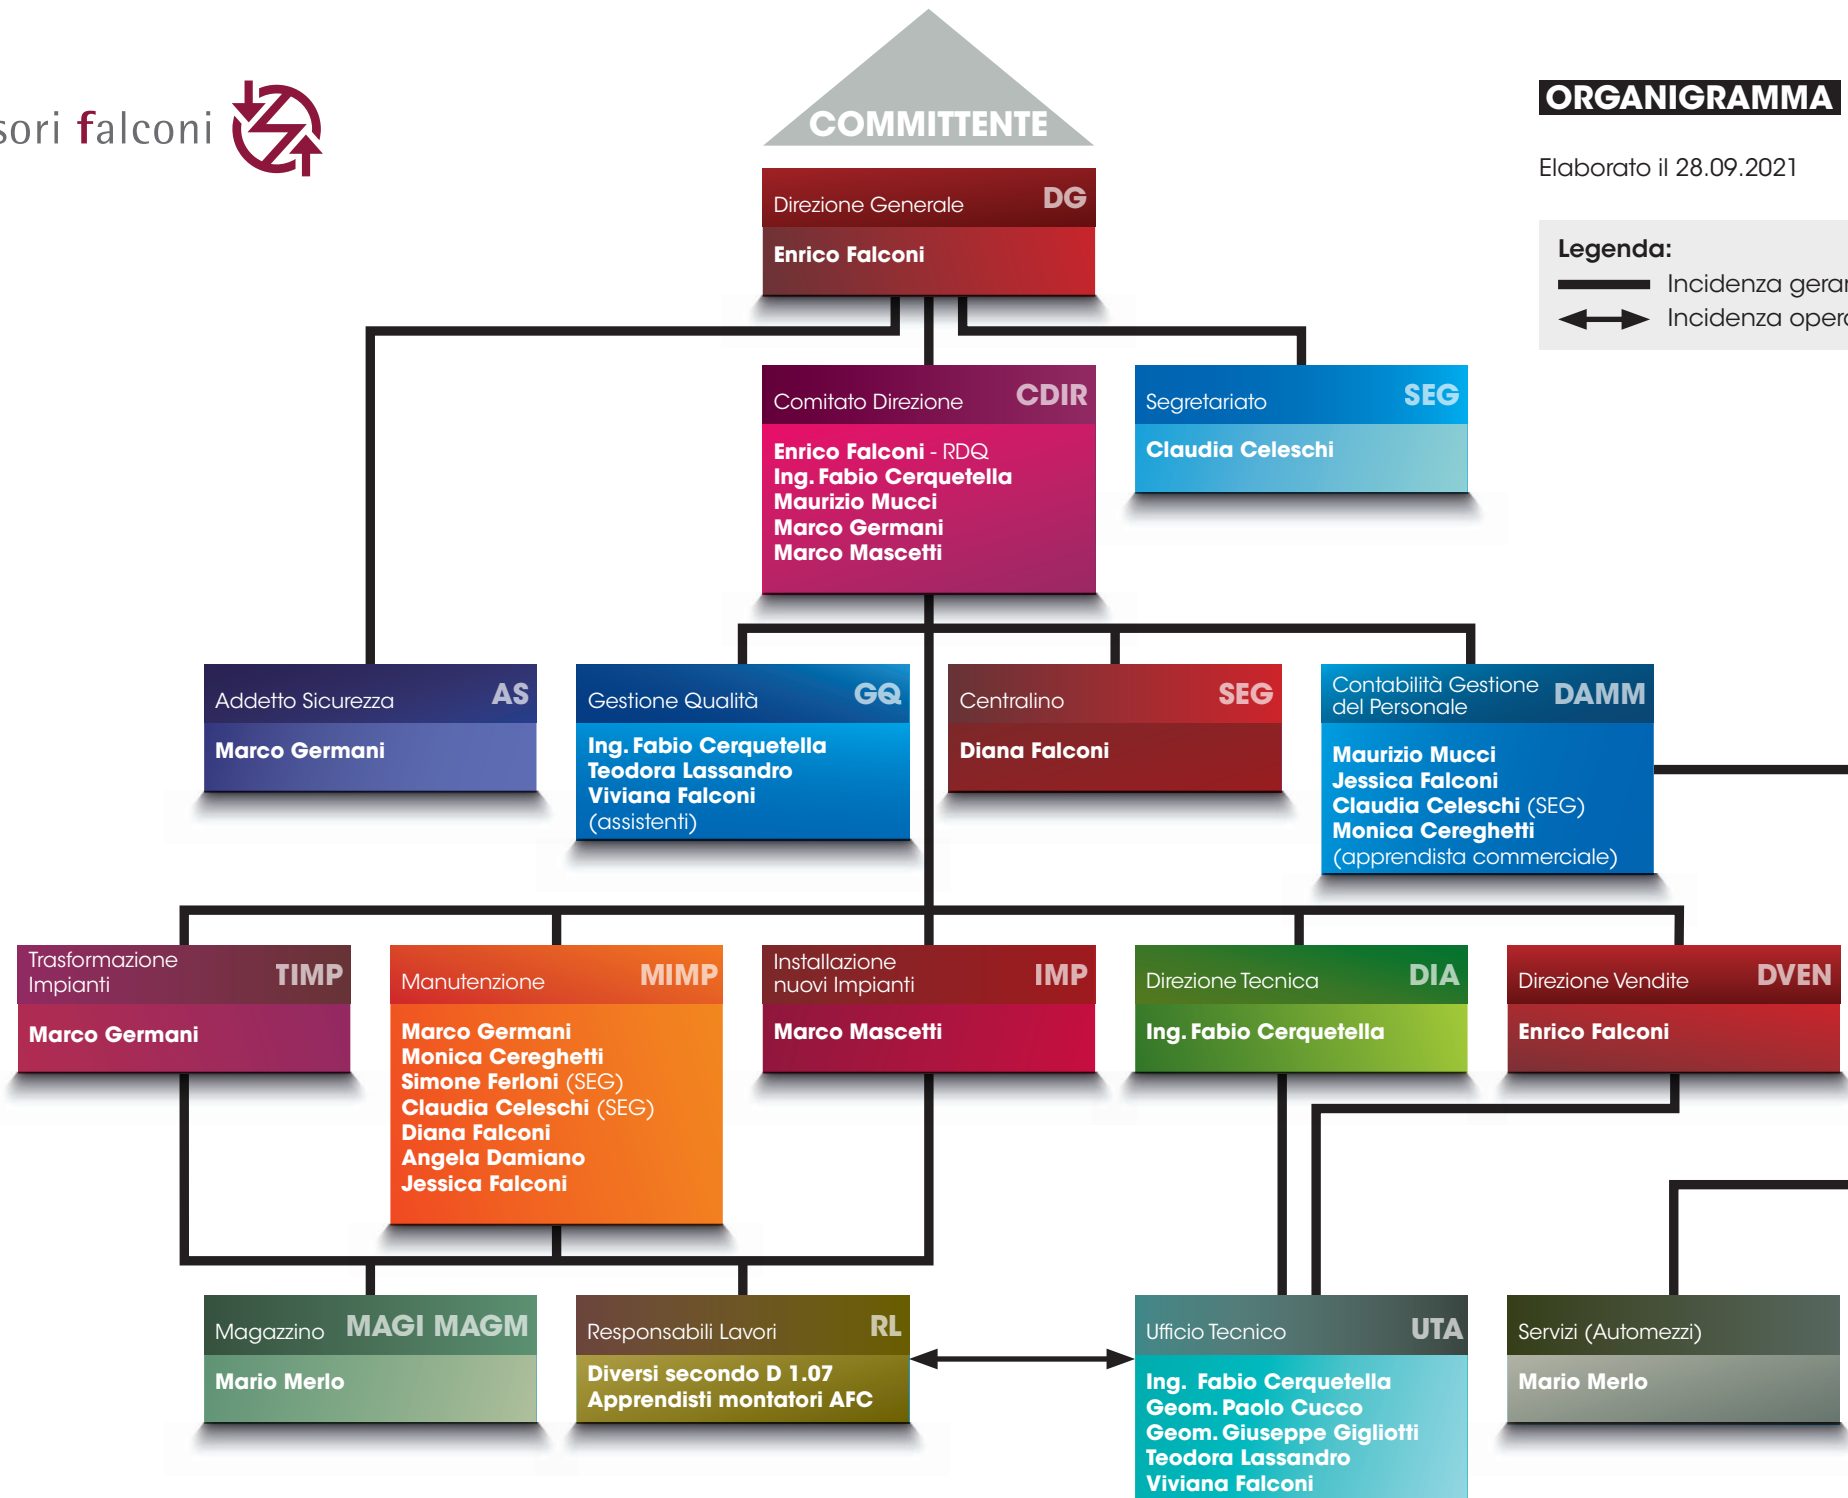 falconi
COMMITTENTE
ORGANIGRAMMA
Elaborato il 28.09.2021
Legenda:
Incidenza
Incidenza
Direzione Generale DG
Enrico Falconi
Comitato Direzione CDIR
Enrico Falconi - RDQ
Ing. Fabio Cerquetella
Maurizio Mucci
Marco Germani
Marco Mascetti
Segretariato SEG
Claudia Celeschi
Addetto Sicurezza AS
Marco Germani
Gestione Qualità GQ
Ing. Fabio Cerquetella
Teodora Lassandro
Viviana Falconi
(assistenti)
Centralino SEG
Diana Falconi
Contabilità Gestione
del Personale DAMM
Maurizio Mucci
Jessica Falconi
Claudia Celeschi (SEG)
Monica Cereghetti
(apprendista commerciale)
Trasformazione
Impianti TIMP
Marco Germani
Manutenzione MIMP
Marco Germani
Monica Cereghetti
Simone Ferloni (SEG)
Claudia Celeschi (SEG)
Diana Falconi
Angela Damiano
Jessica Falconi
Installazione
nuovi Impianti IMP
Marco Mascetti
Direzione Tecnica DIA
Ing. Fabio Cerquetella
Direzione Vendite DVEN
Enrico Falconi
Magazzino MAGI MAGM
Mario Merlo
Responsabili Lavori RL
Diversi secondo D 1.07
Apprendisti montatori AFC
Ufficio Tecnico UTA
Ing. Fabio Cerquetella
Geom. Paolo Cucco
Geom. Giuseppe Gigliotti
Teodora Lassandro
Viviana Falconi
Servizi (Automezzi)
Mario Merlo